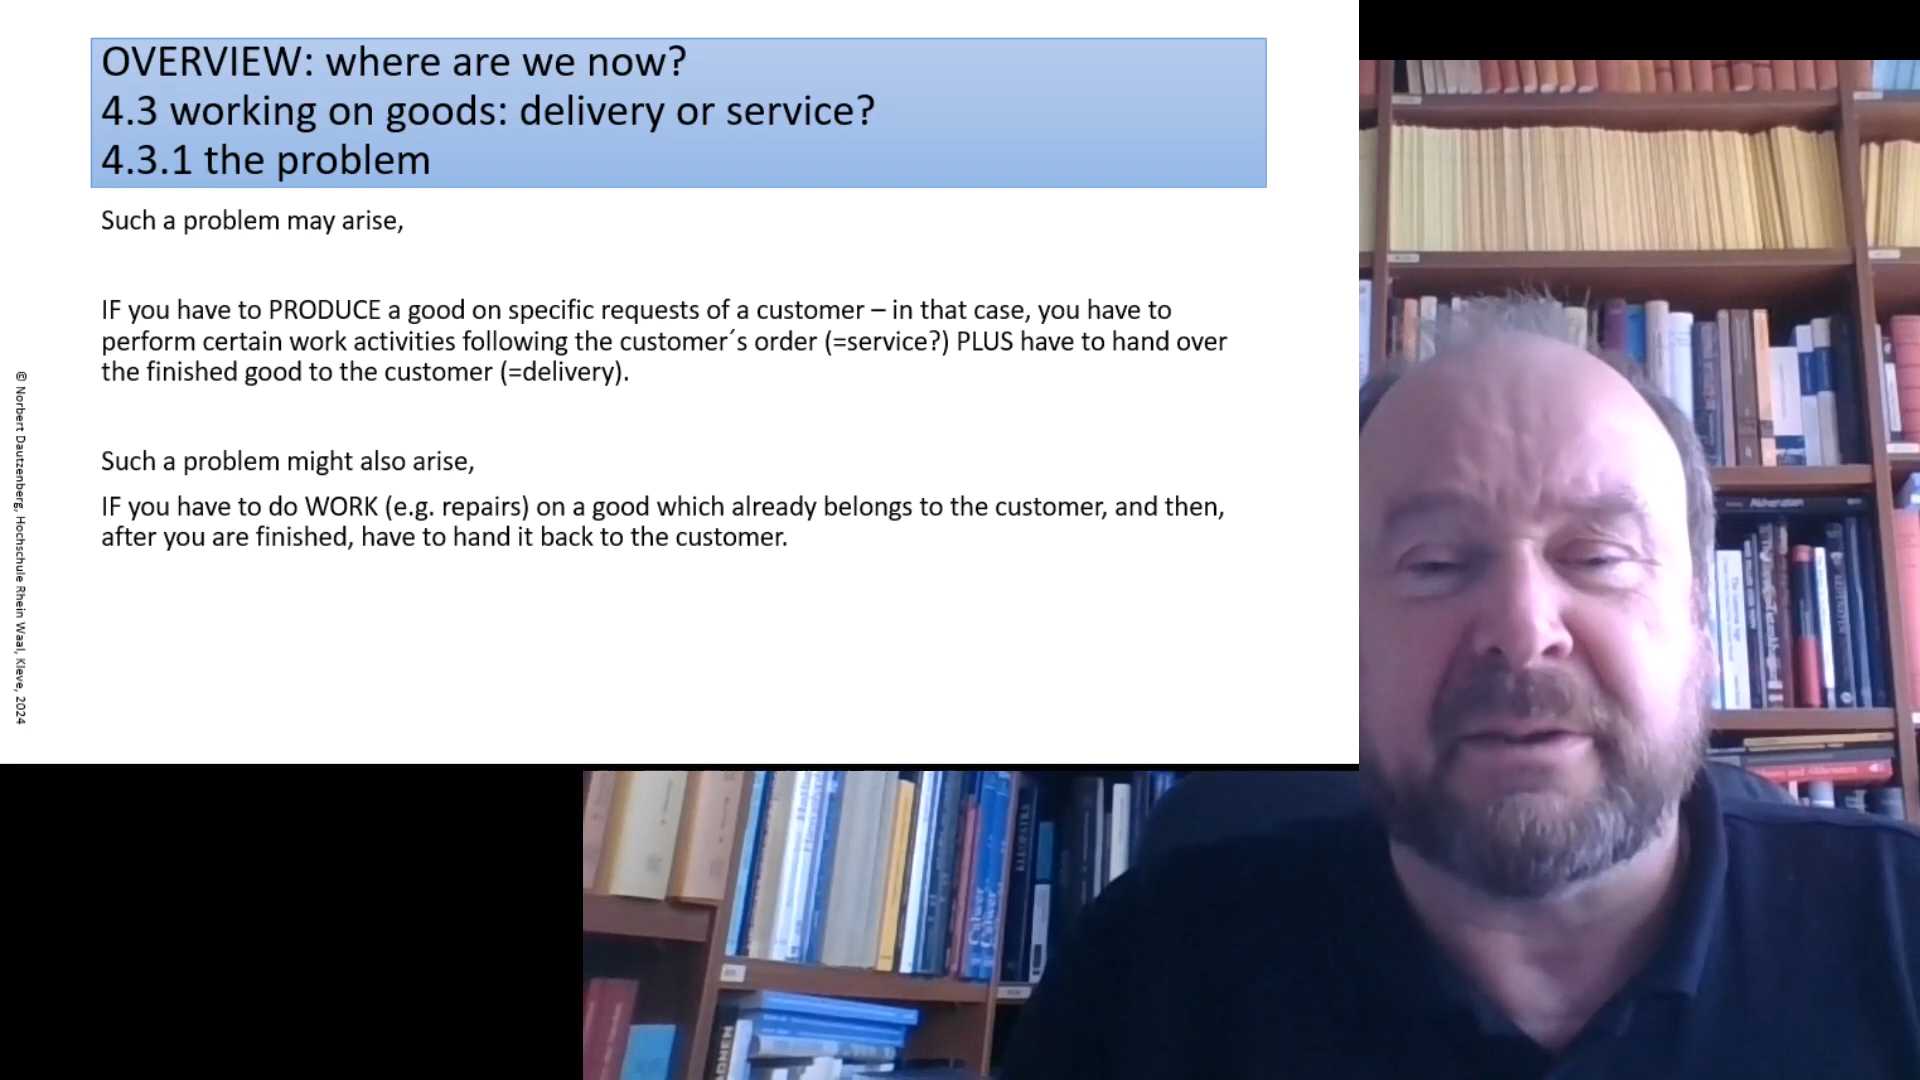 OVERVIEW: where are we now?
4.3 working on goods: delivery or service?
4.3.1 the problem
Such a problem may arise,
IF you have to PRODUCE a good on specific requests of a customer – in that case, you have to
perform certain work activities following the customer´s order (=service?) PLUS have to hand over
the finished good to the customer (=delivery).
Such a problem might also arise,
IF you have to do WORK (e.g. repairs) on a good which already belongs to the customer, and then,
after you are finished, have to hand it back to the customer.
© Norbert Dautzenberg, Hochschule Rhein Waal, Kleve, 2024